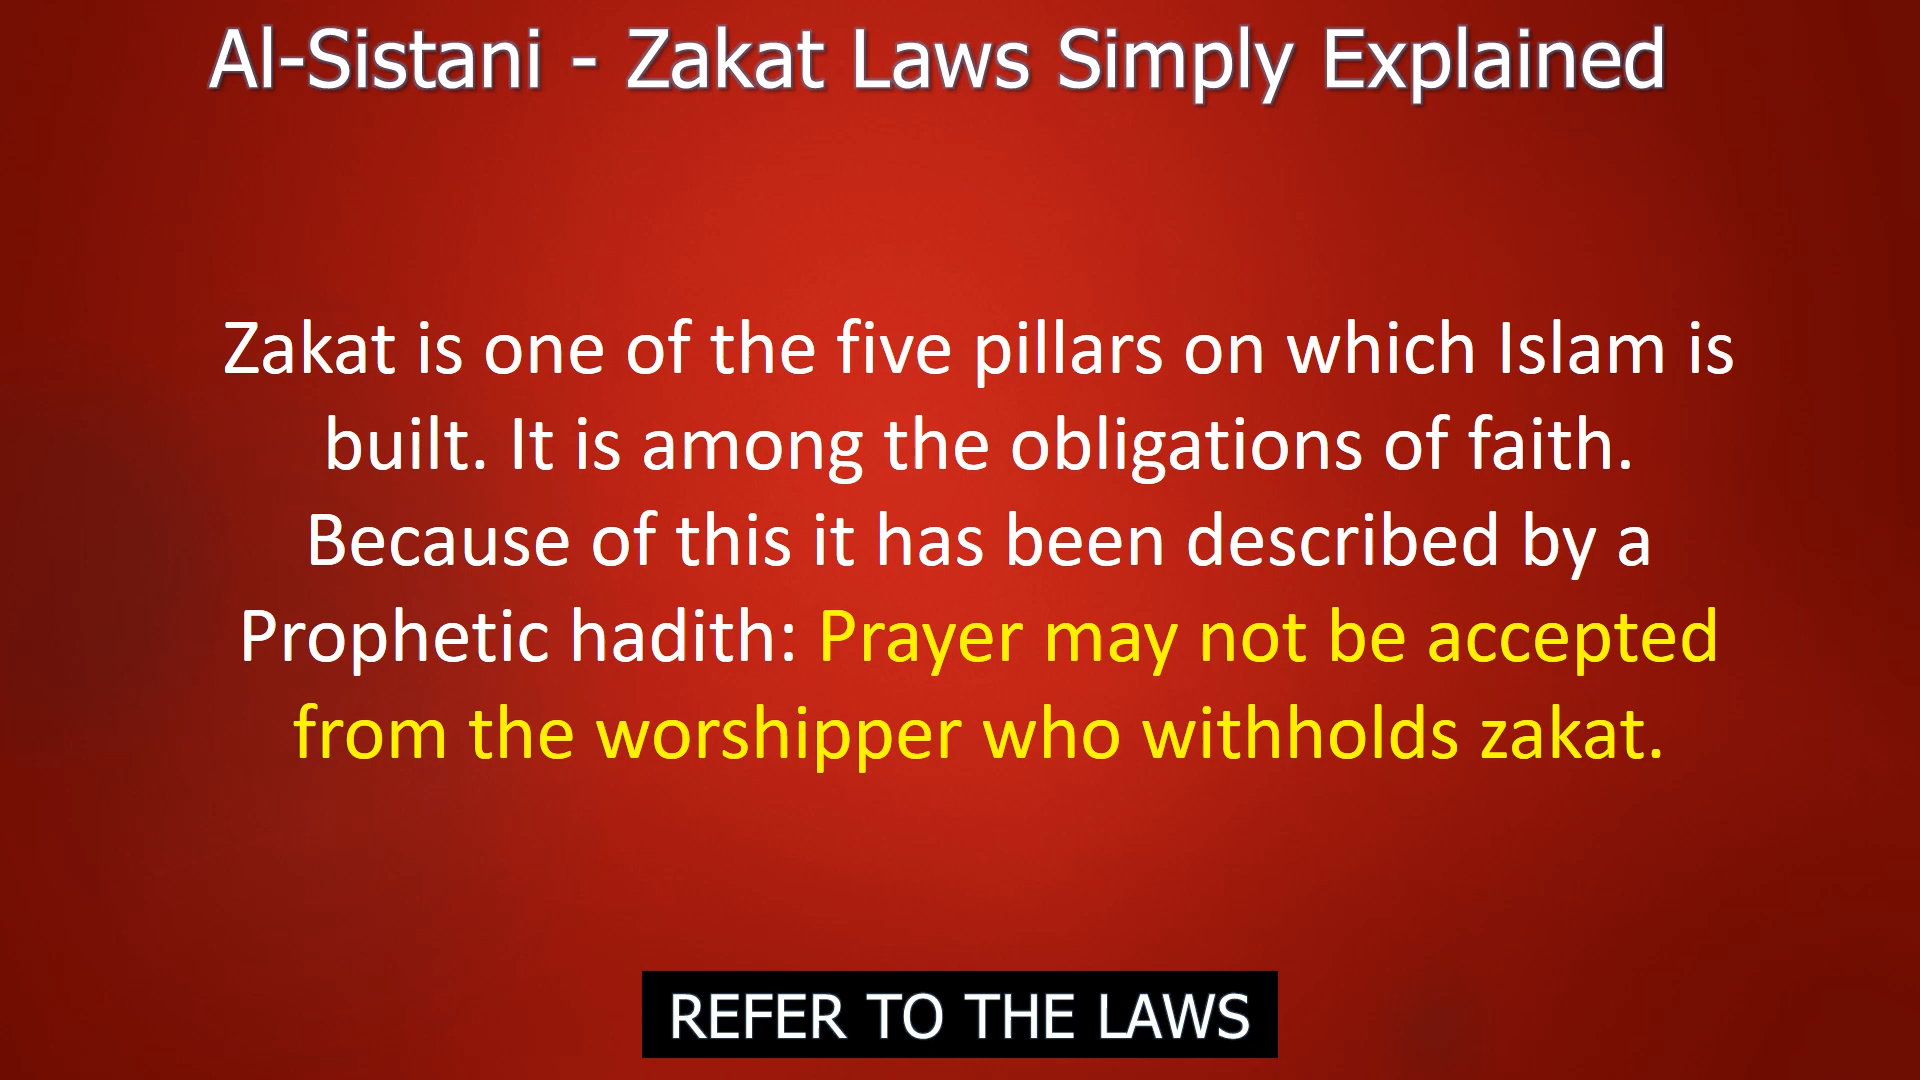 Al-Sistani - Zakat Laws Simply Explained
Zakat is one of the five pillars on which Islam is
built. It is among the obligations of faith.
Because of this it has been described by a
Prophetic hadith: Prayer may not be accepted
from the worshipper who withholds zakat.
REFER TO THE LAWS